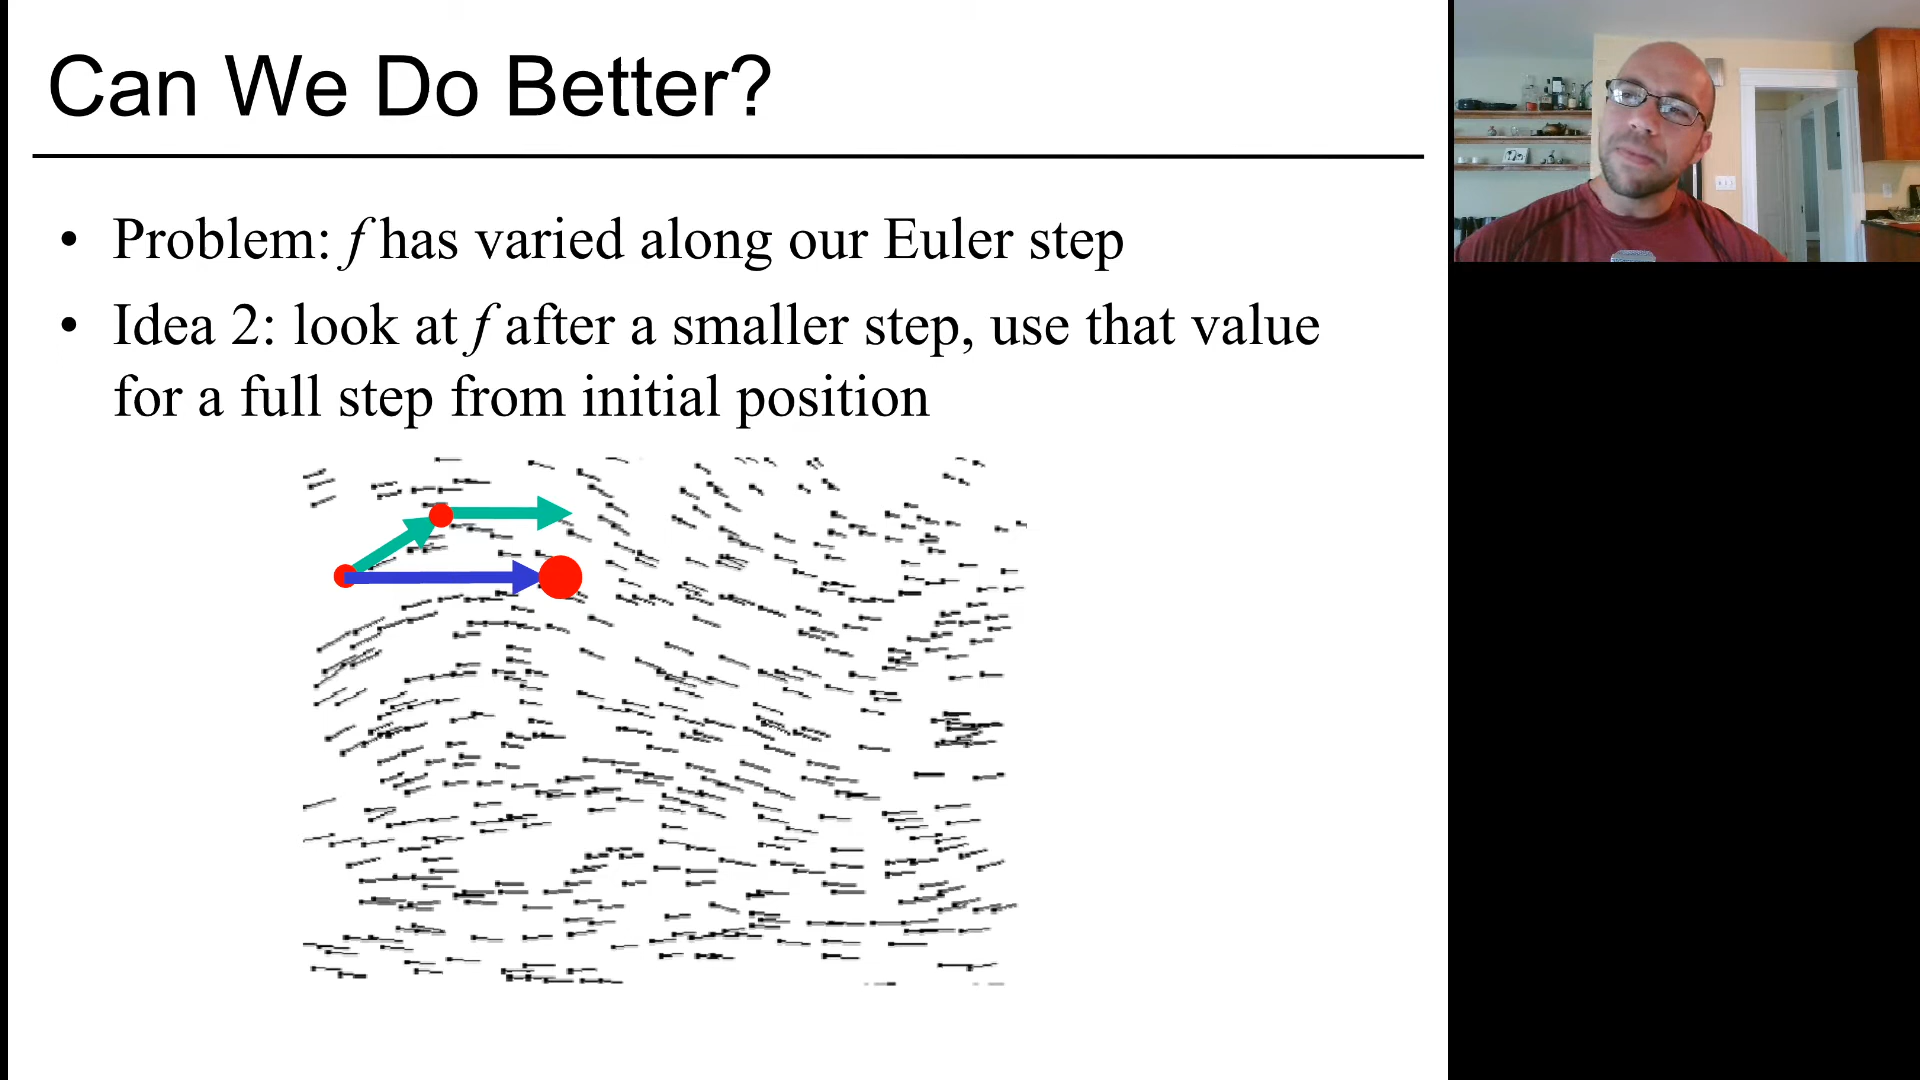 Can We Do Better?
• Problem: f has varied along our Euler step
• Idea 2: look at f after a smaller step, use that value
for a full step from initial position